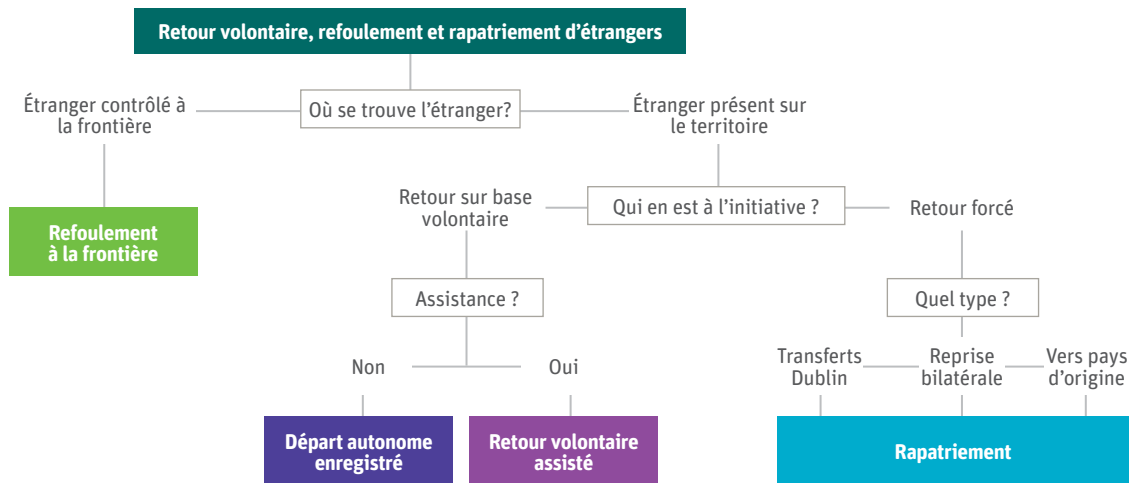 Retour volontaire, refoulement et rapatriement d’étrangers
Étranger contrôlé à
la frontière
Où se trouve l’étranger?
Étranger présent sur
le territoire
Refoulement
à la frontière
Retour sur base
volontaire
Qui en est à l’initiative ?
Retour forcé
Assistance ?
Quel type ?
Non
Oui
Transferts
Dublin
Reprise
bilatérale
Vers pays
d’origine
Départ autonome
enregistré
Retour volontaire
assisté
Rapatriement